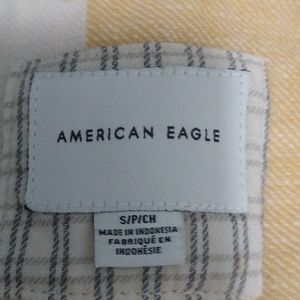 AMERICAN EAGLE
S/P/CH
MADE IN INDONESIA
FABRIQUÉ EN
INDONÉSIE